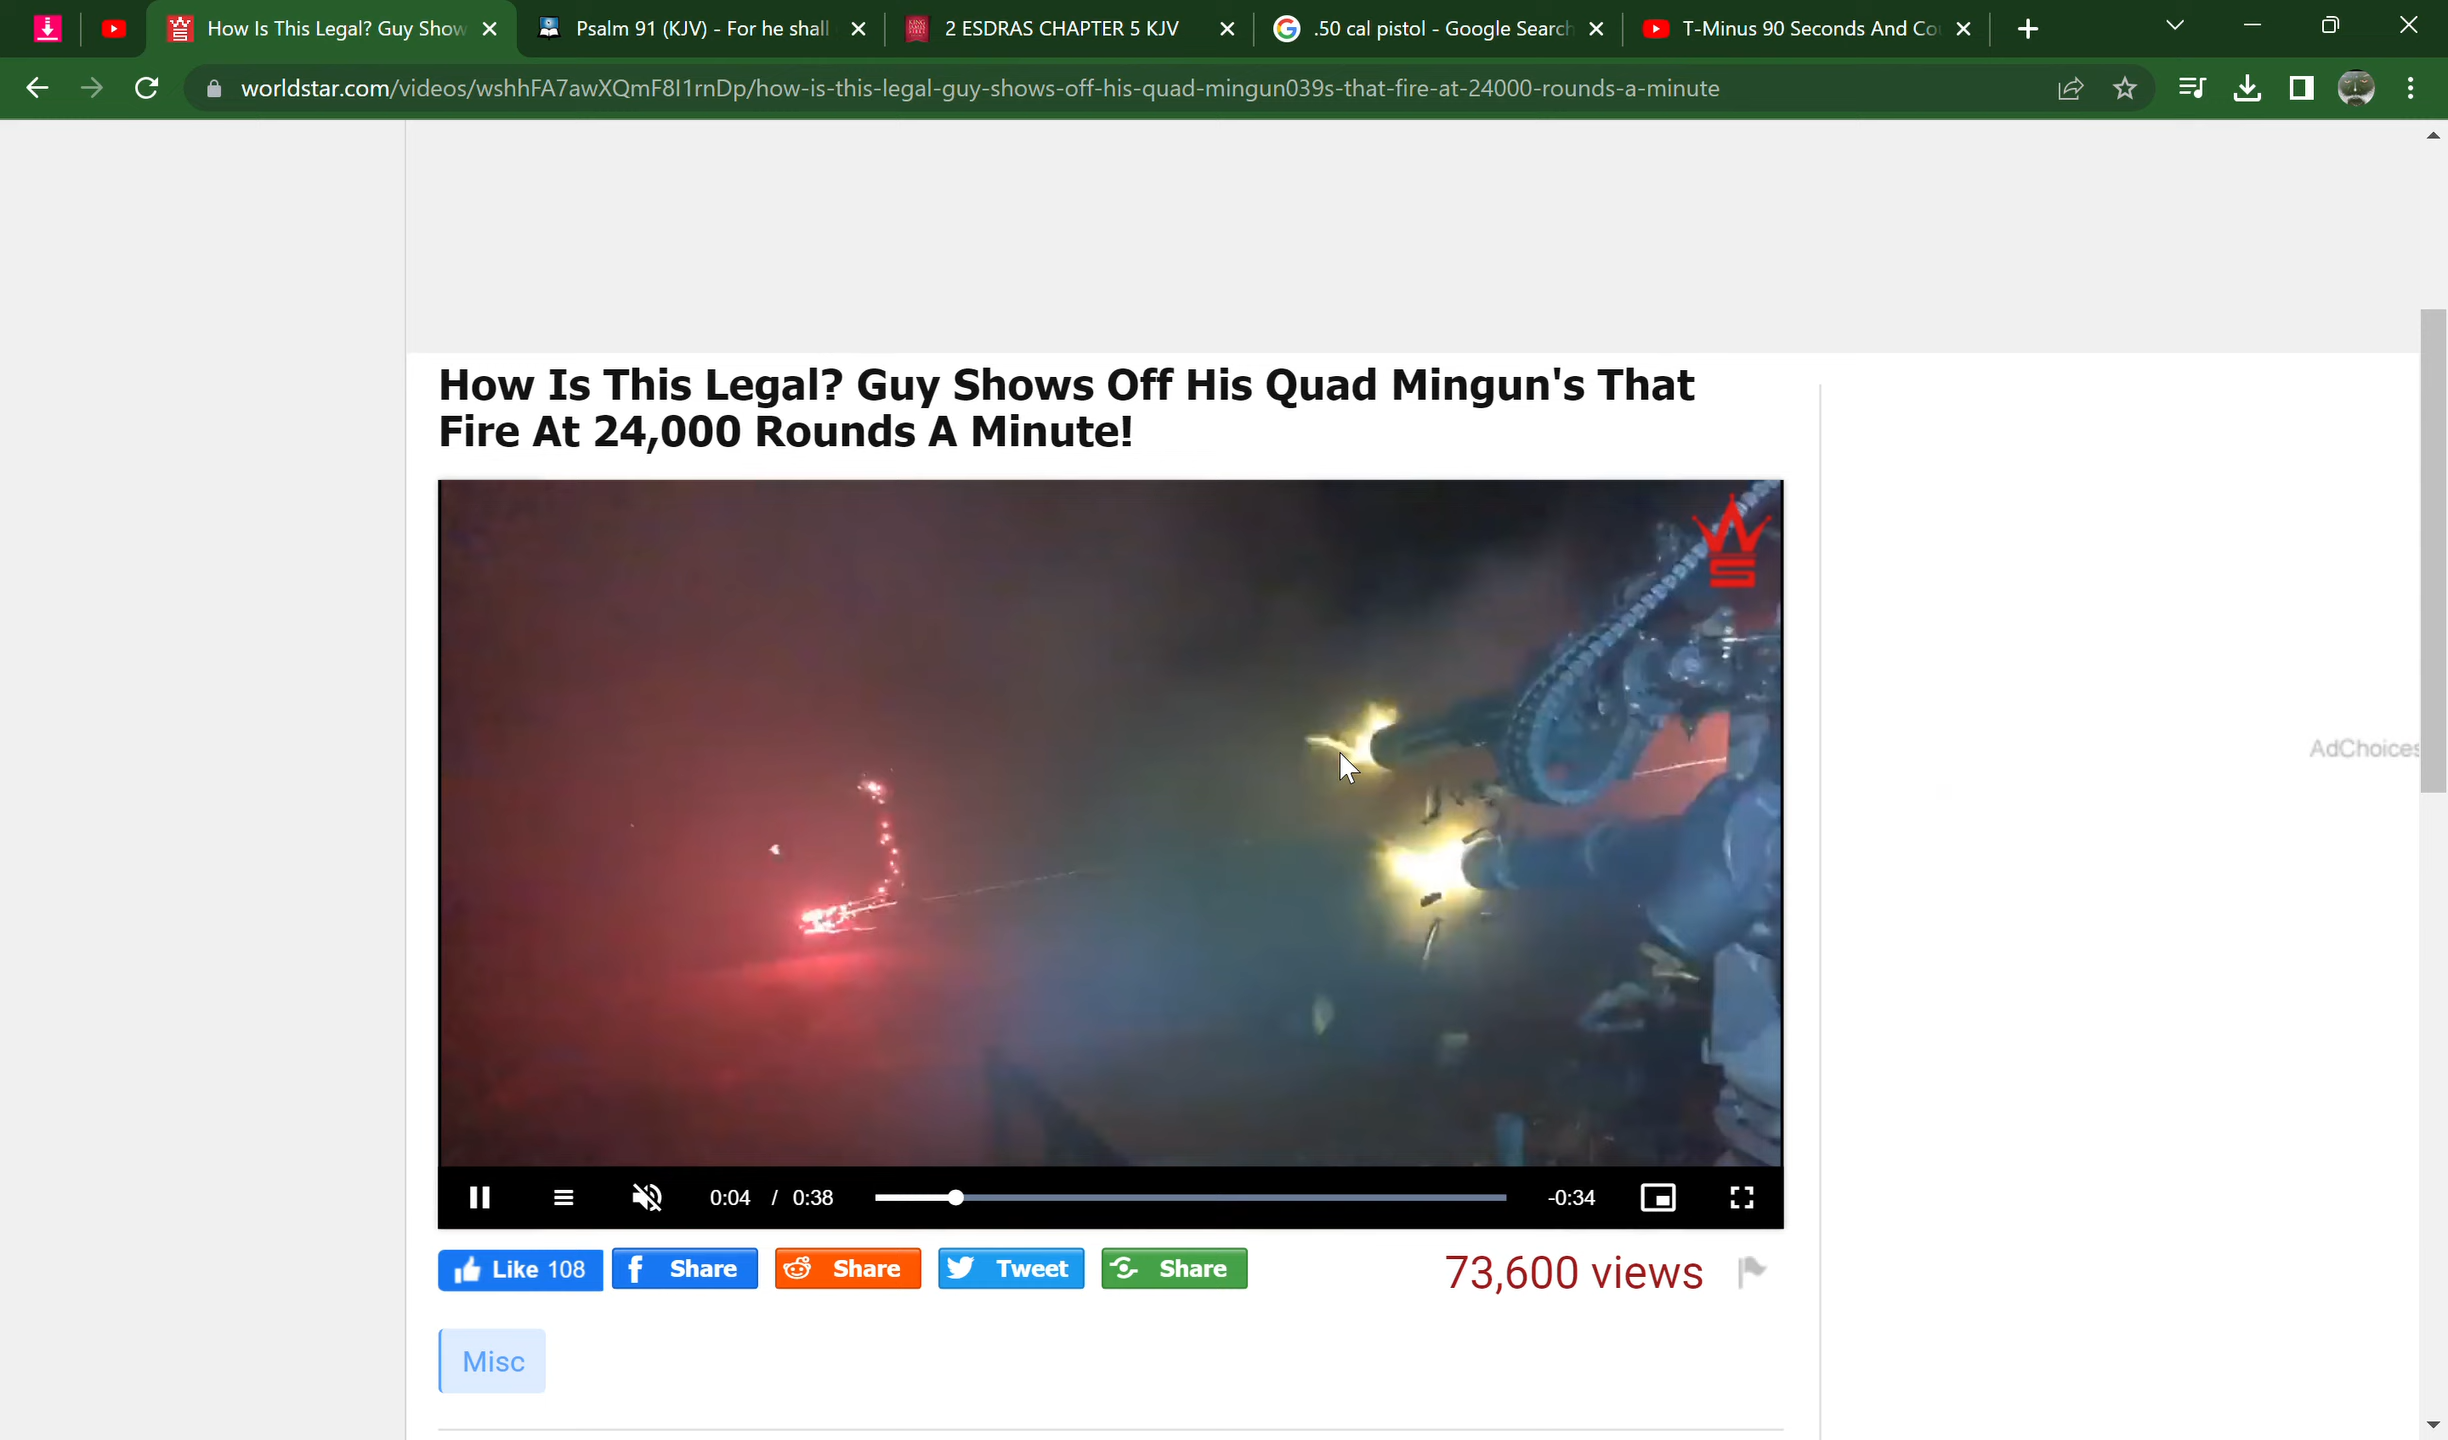 How Is This Legal? Guy Show
Psalm 91 (KJV) - For he shall
2 ESDRAS CHAPTER 5 KJV
.50 cal pistol - Google Search
T-Minus 90 Seconds And Co
worldstar.com/videos/wshhFA7awXQmF8I1rnDp/how-is-this-legal-guy-shows-off-his-quad-mingun039s-that-fire-at-24000-rounds-a-minute
How Is This Legal? Guy Shows Off His Quad Mingun's That
Fire At 24,000 Rounds A Minute!
W
S
AdChoices
0:04 / 0:38
-0:34
Like 108
Share
Share
Tweet
Share
73,600 views
Misc